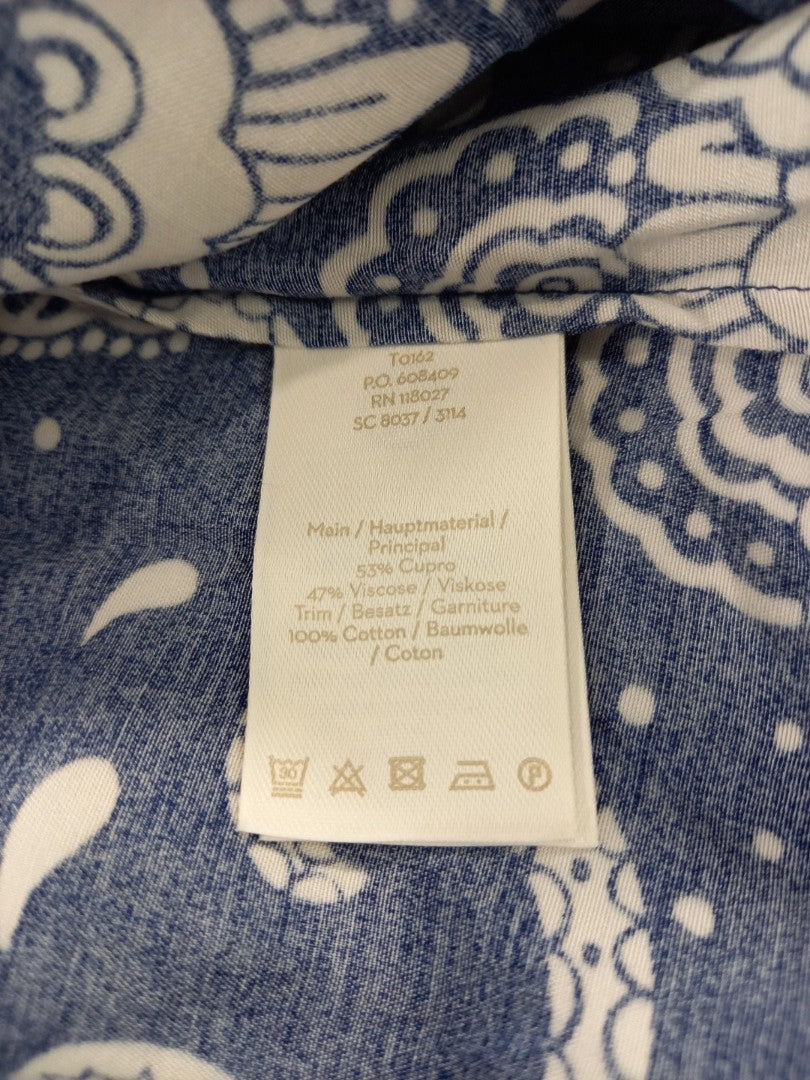 T0162
P.O. 608409
RN 118027
SC 8037 / 3114
Main / Hauptmaterial /
Principal
53% Cupro
47% Viscose / Viskose
Trim / Besatz / Garniture
100% Cotton / Baumwolle
/ Coton
30
P